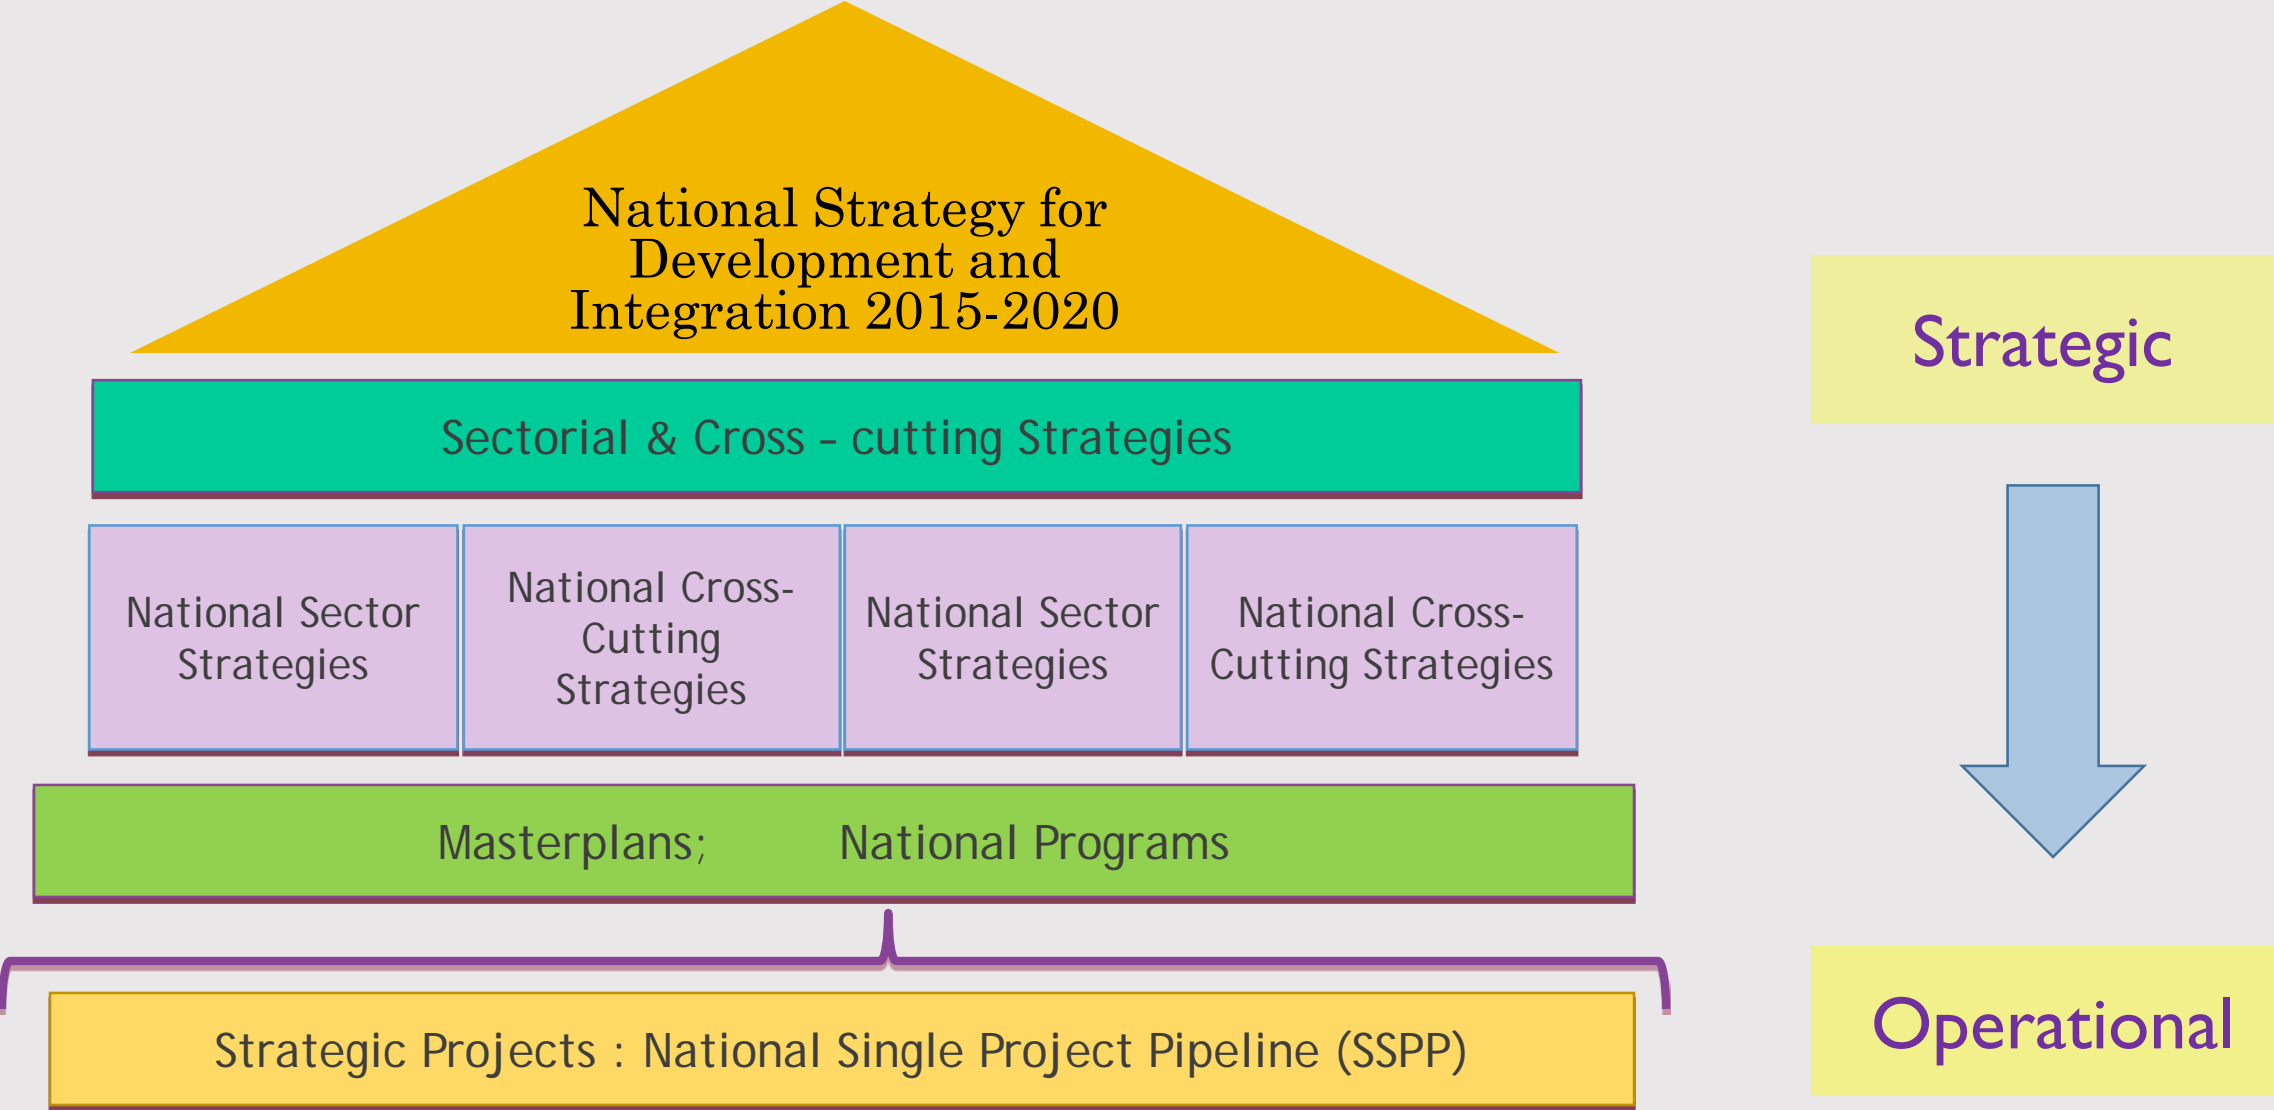 National Strategy for
Development and
Integration 2015-2020
Strategic
Sectorial & Cross – cutting Strategies
National Sector
Strategies
National Cross-
Cutting
Strategies
National Sector
Strategies
National Cross-
Cutting Strategies
Masterplans; National Programs
Strategic Projects : National Single Project Pipeline (SSPP)
Operational